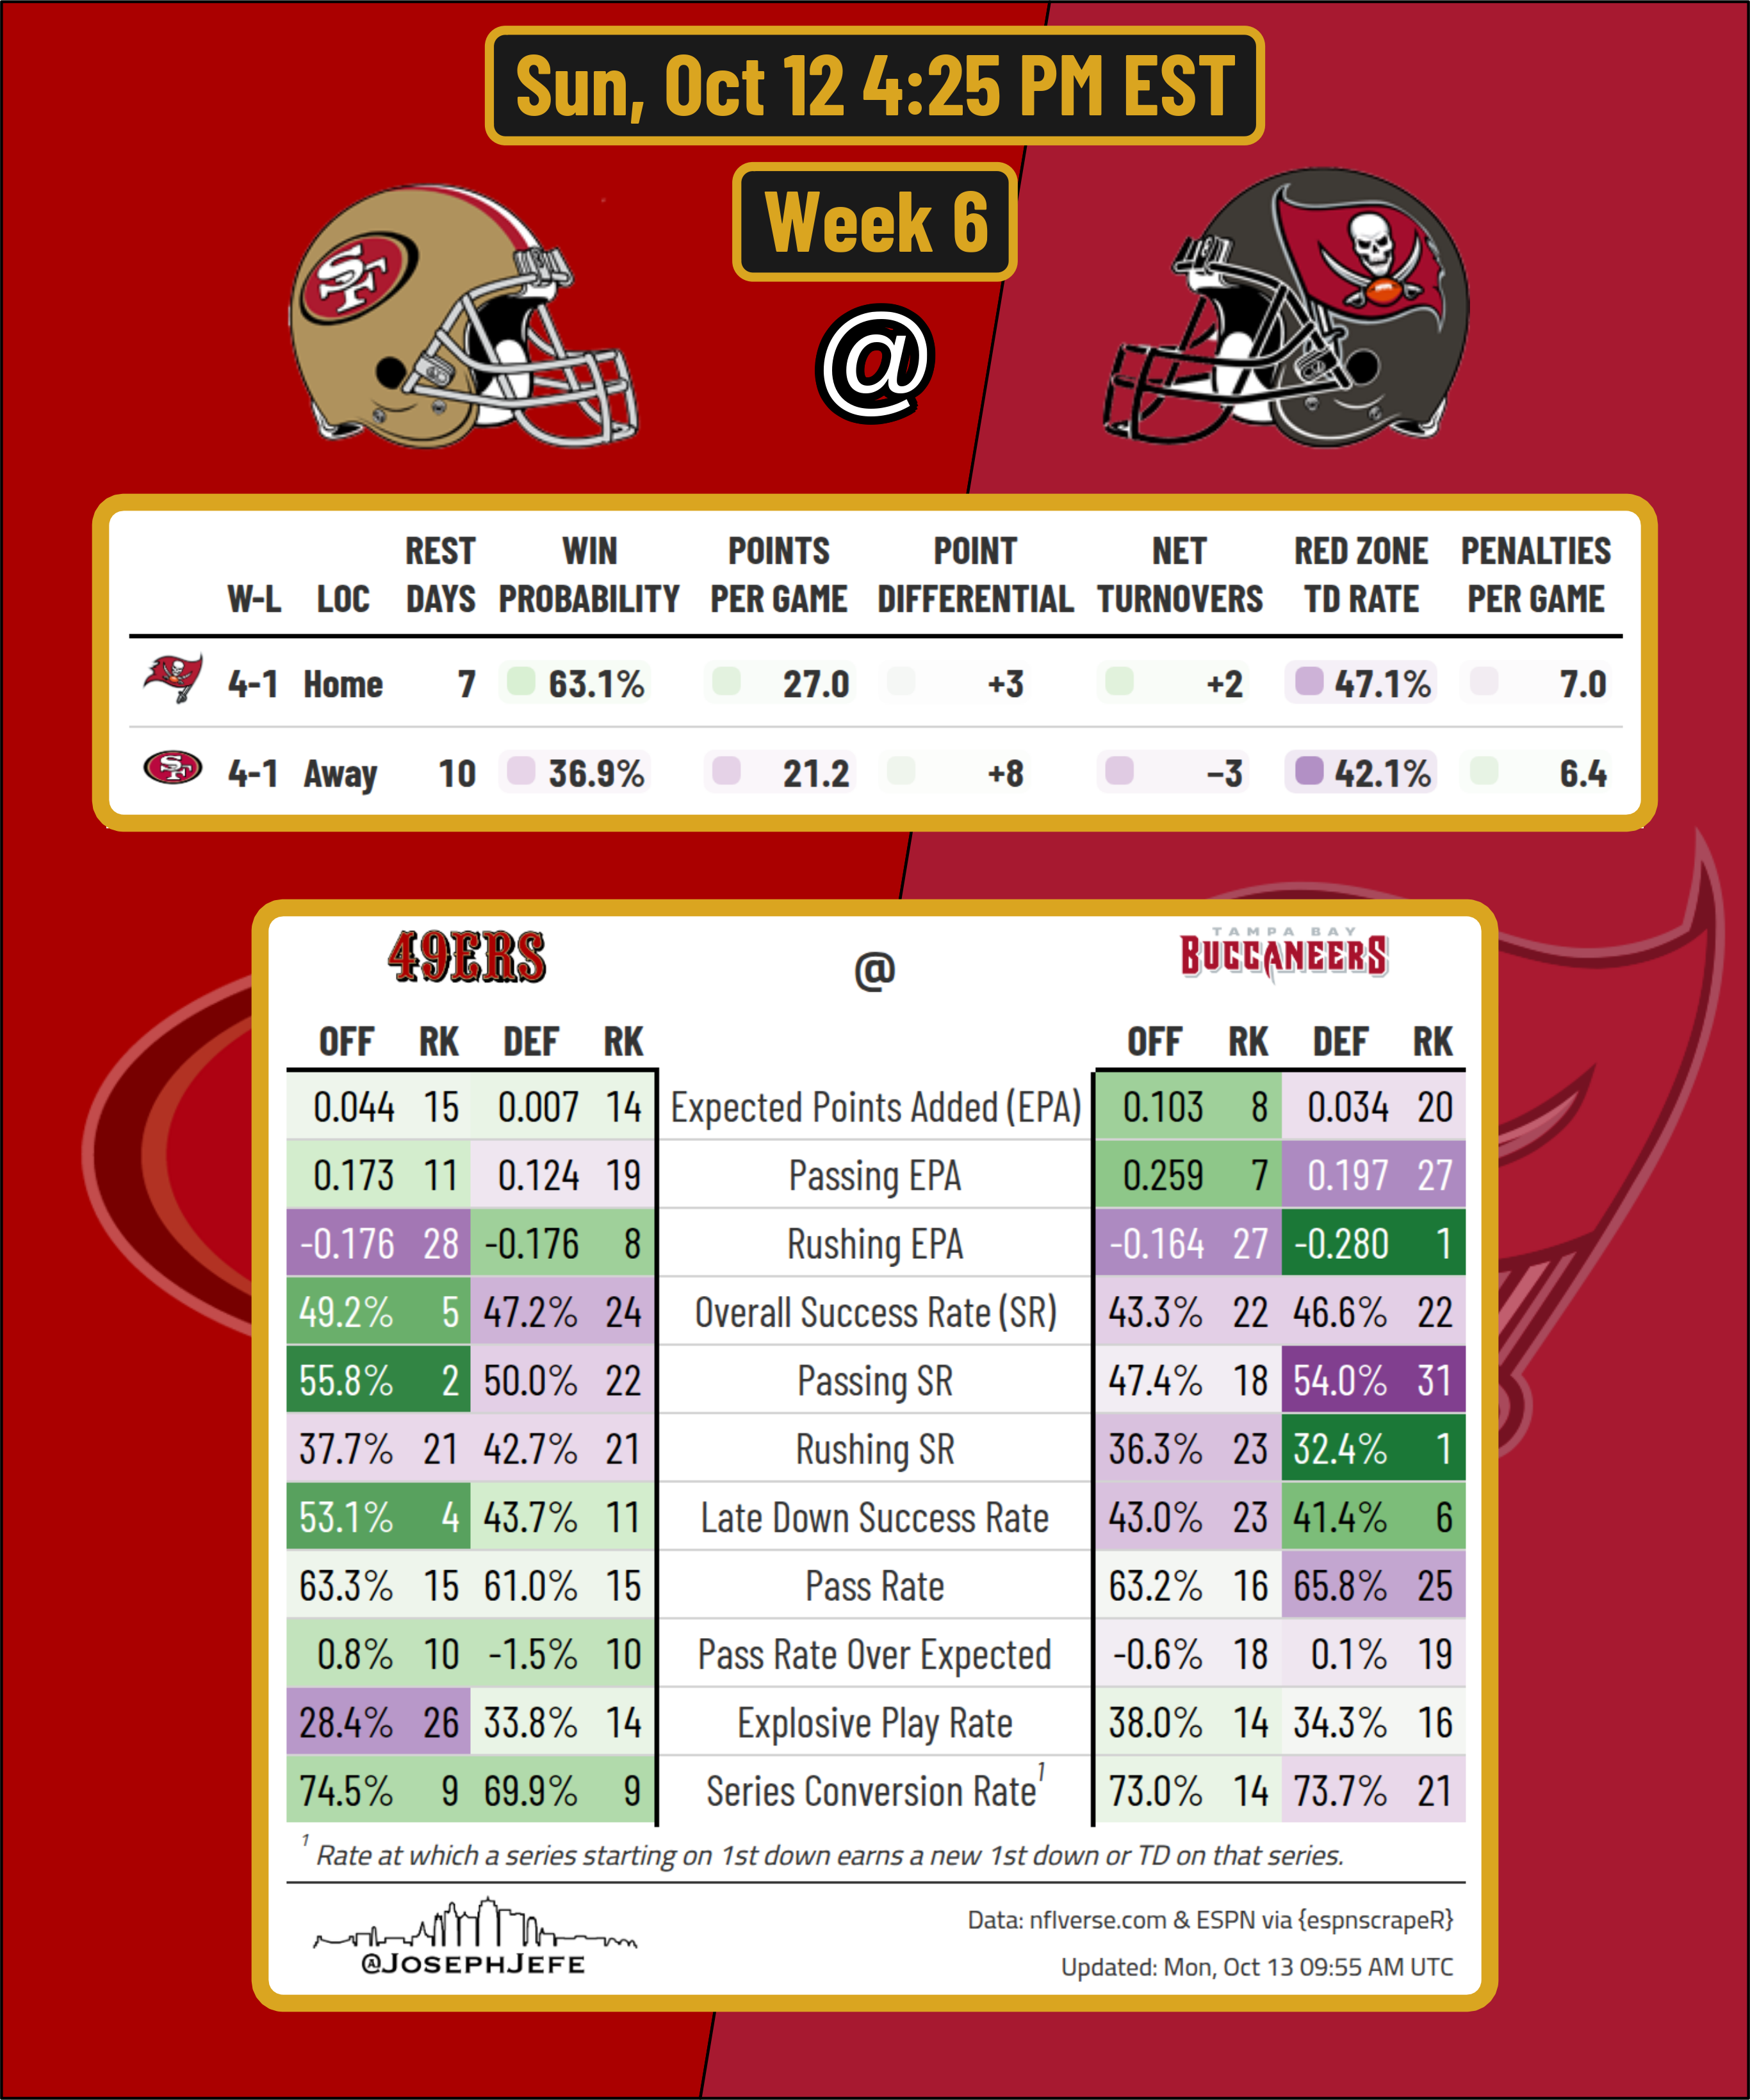 Sun, Oct 12 4:25 PM EST
Week 6
SF
@
REST WIN POINTS POINT NET RED ZONE PENALTIES
W-L LOC DAYS PROBABILITY PER GAME DIFFERENTIAL TURNOVERS TD RATE PER GAME
4-1 Home 7 63.1% 27.0 +3 +2 47.1% 7.0
SF 4-1 Away 10 36.9% 21.2 +8 −3 42.1% 6.4
49ERS @ TAMPA BAY BUCCANEERS
OFF RK DEF RK OFF RK DEF RK
0.044 15 0.007 14 Expected Points Added (EPA) 0.103 8 0.034 20
0.173 11 0.124 19 Passing EPA 0.259 7 0.197 27
-0.176 28 -0.176 8 Rushing EPA -0.164 27 -0.280 1
49.2% 5 47.2% 24 Overall Success Rate (SR) 43.3% 22 46.6% 22
55.8% 2 50.0% 22 Passing SR 47.4% 18 54.0% 31
37.7% 21 42.7% 21 Rushing SR 36.3% 23 32.4% 1
53.1% 4 43.7% 11 Late Down Success Rate 43.0% 23 41.4% 6
63.3% 15 61.0% 15 Pass Rate 63.2% 16 65.8% 25
0.8% 10 -1.5% 10 Pass Rate Over Expected -0.6% 18 0.1% 19
28.4% 26 33.8% 14 Explosive Play Rate 38.0% 14 34.3% 16
74.5% 9 69.9% 9 Series Conversion Rate¹ 73.0% 14 73.7% 21
¹ Rate at which a series starting on 1st down earns a new 1st down or TD on that series.
@JOSEPHJEFE
Data: nflverse.com & ESPN via {espnscrapeR}
Updated: Mon, Oct 13 09:55 AM UTC